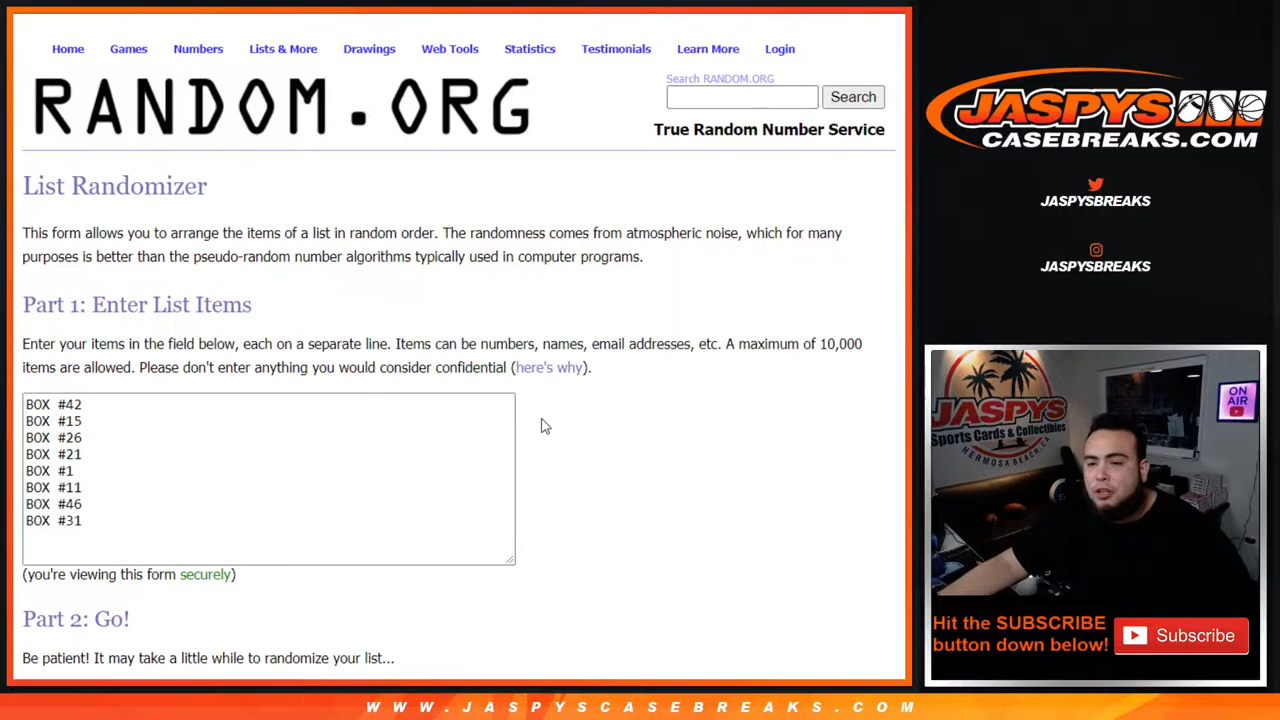 Home Games Numbers Lists & More Drawings Web Tools Statistics Testimonials Learn More Login
RANDOM.ORG
Search RANDOM.ORG
Search
True Random Number Service
List Randomizer
This form allows you to arrange the items of a list in random order. The randomness comes from atmospheric noise, which for many
purposes is better than the pseudo-random number algorithms typically used in computer programs.
Part 1: Enter List Items
Enter your items in the field below, each on a separate line. Items can be numbers, names, email addresses, etc. A maximum of 10,000
items are allowed. Please don't enter anything you would consider confidential (here's why).
BOX #42
BOX #15
BOX #26
BOX #21
BOX #1
BOX #11
BOX #46
BOX #31
(you're viewing this form securely)
Part 2: Go!
Be patient! It may take a little while to randomize your list...
JASPYS
CASEBREAKS.COM
JASPYSBREAKS
JASPYSBREAKS
JASPYS
Sports Cards & Collectibles
HERMOSA BEACH, CA
ON
AIR
Hit the SUBSCRIBE
button down below!
Subscribe
WWW.JASPYSCASEBREAKS.COM